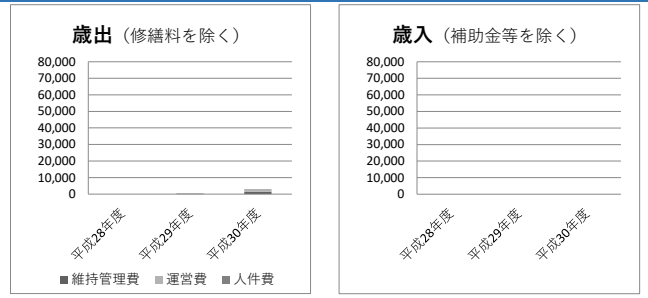 歳出（修繕料を除く）
80,000
70,000
60,000
50,000
40,000
30,000
20,000
10,000
0
平成28年度
平成29年度
平成30年度
■維持管理費 ■運営費 ■人件費
歳入（補助金等を除く）
80,000
70,000
60,000
50,000
40,000
30,000
20,000
10,000
0
平成28年度
平成29年度
平成30年度